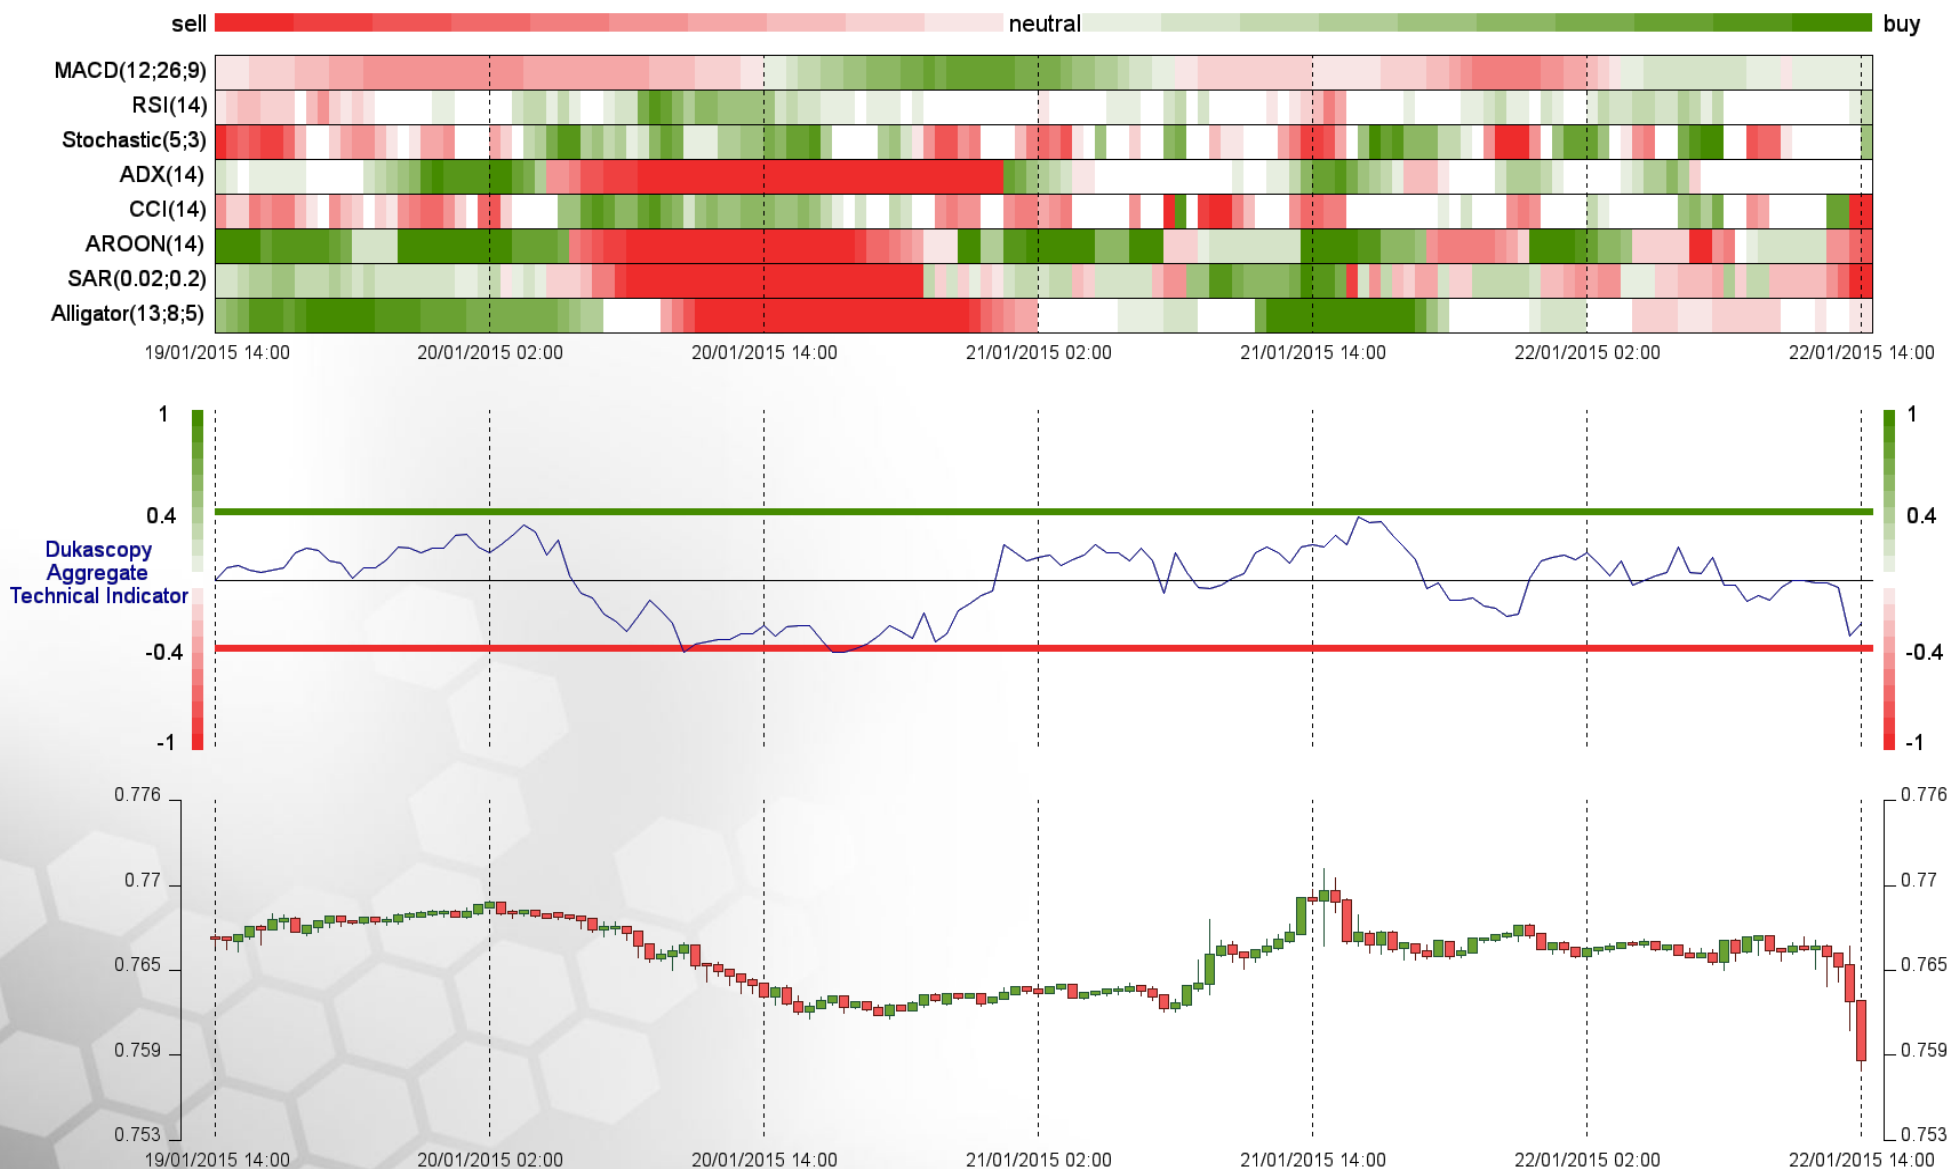 sell neutral buy
MACD(12;26;9)
RSI(14)
Stochastic(5;3)
ADX(14)
CCI(14)
AROON(14)
SAR(0.02;0.2)
Alligator(13;8;5)
19/01/2015 14:00 20/01/2015 02:00 20/01/2015 14:00 21/01/2015 02:00 21/01/2015 14:00 22/01/2015 02:00 22/01/2015 14:00
1 1
0.4 0.4
Dukascopy
Aggregate
Technical Indicator
-0.4 -0.4
-1 -1
0.776 0.776
0.77 0.77
0.765 0.765
0.759 0.759
0.753 0.753
19/01/2015 14:00 20/01/2015 02:00 20/01/2015 14:00 21/01/2015 02:00 21/01/2015 14:00 22/01/2015 02:00 22/01/2015 14:00